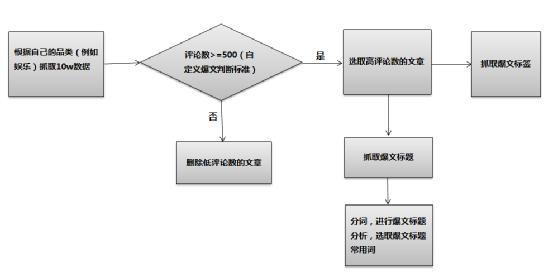 根据自己的品类（例如
娱乐）抓取10w数据
评论数>=500（自
定义爆文判断标准）
是
选取高评论数的文章
抓取爆文标签
否
删除低评论数的文章
抓取爆文标题
分词，进行爆文标题
分析，选取爆文标题
常用词